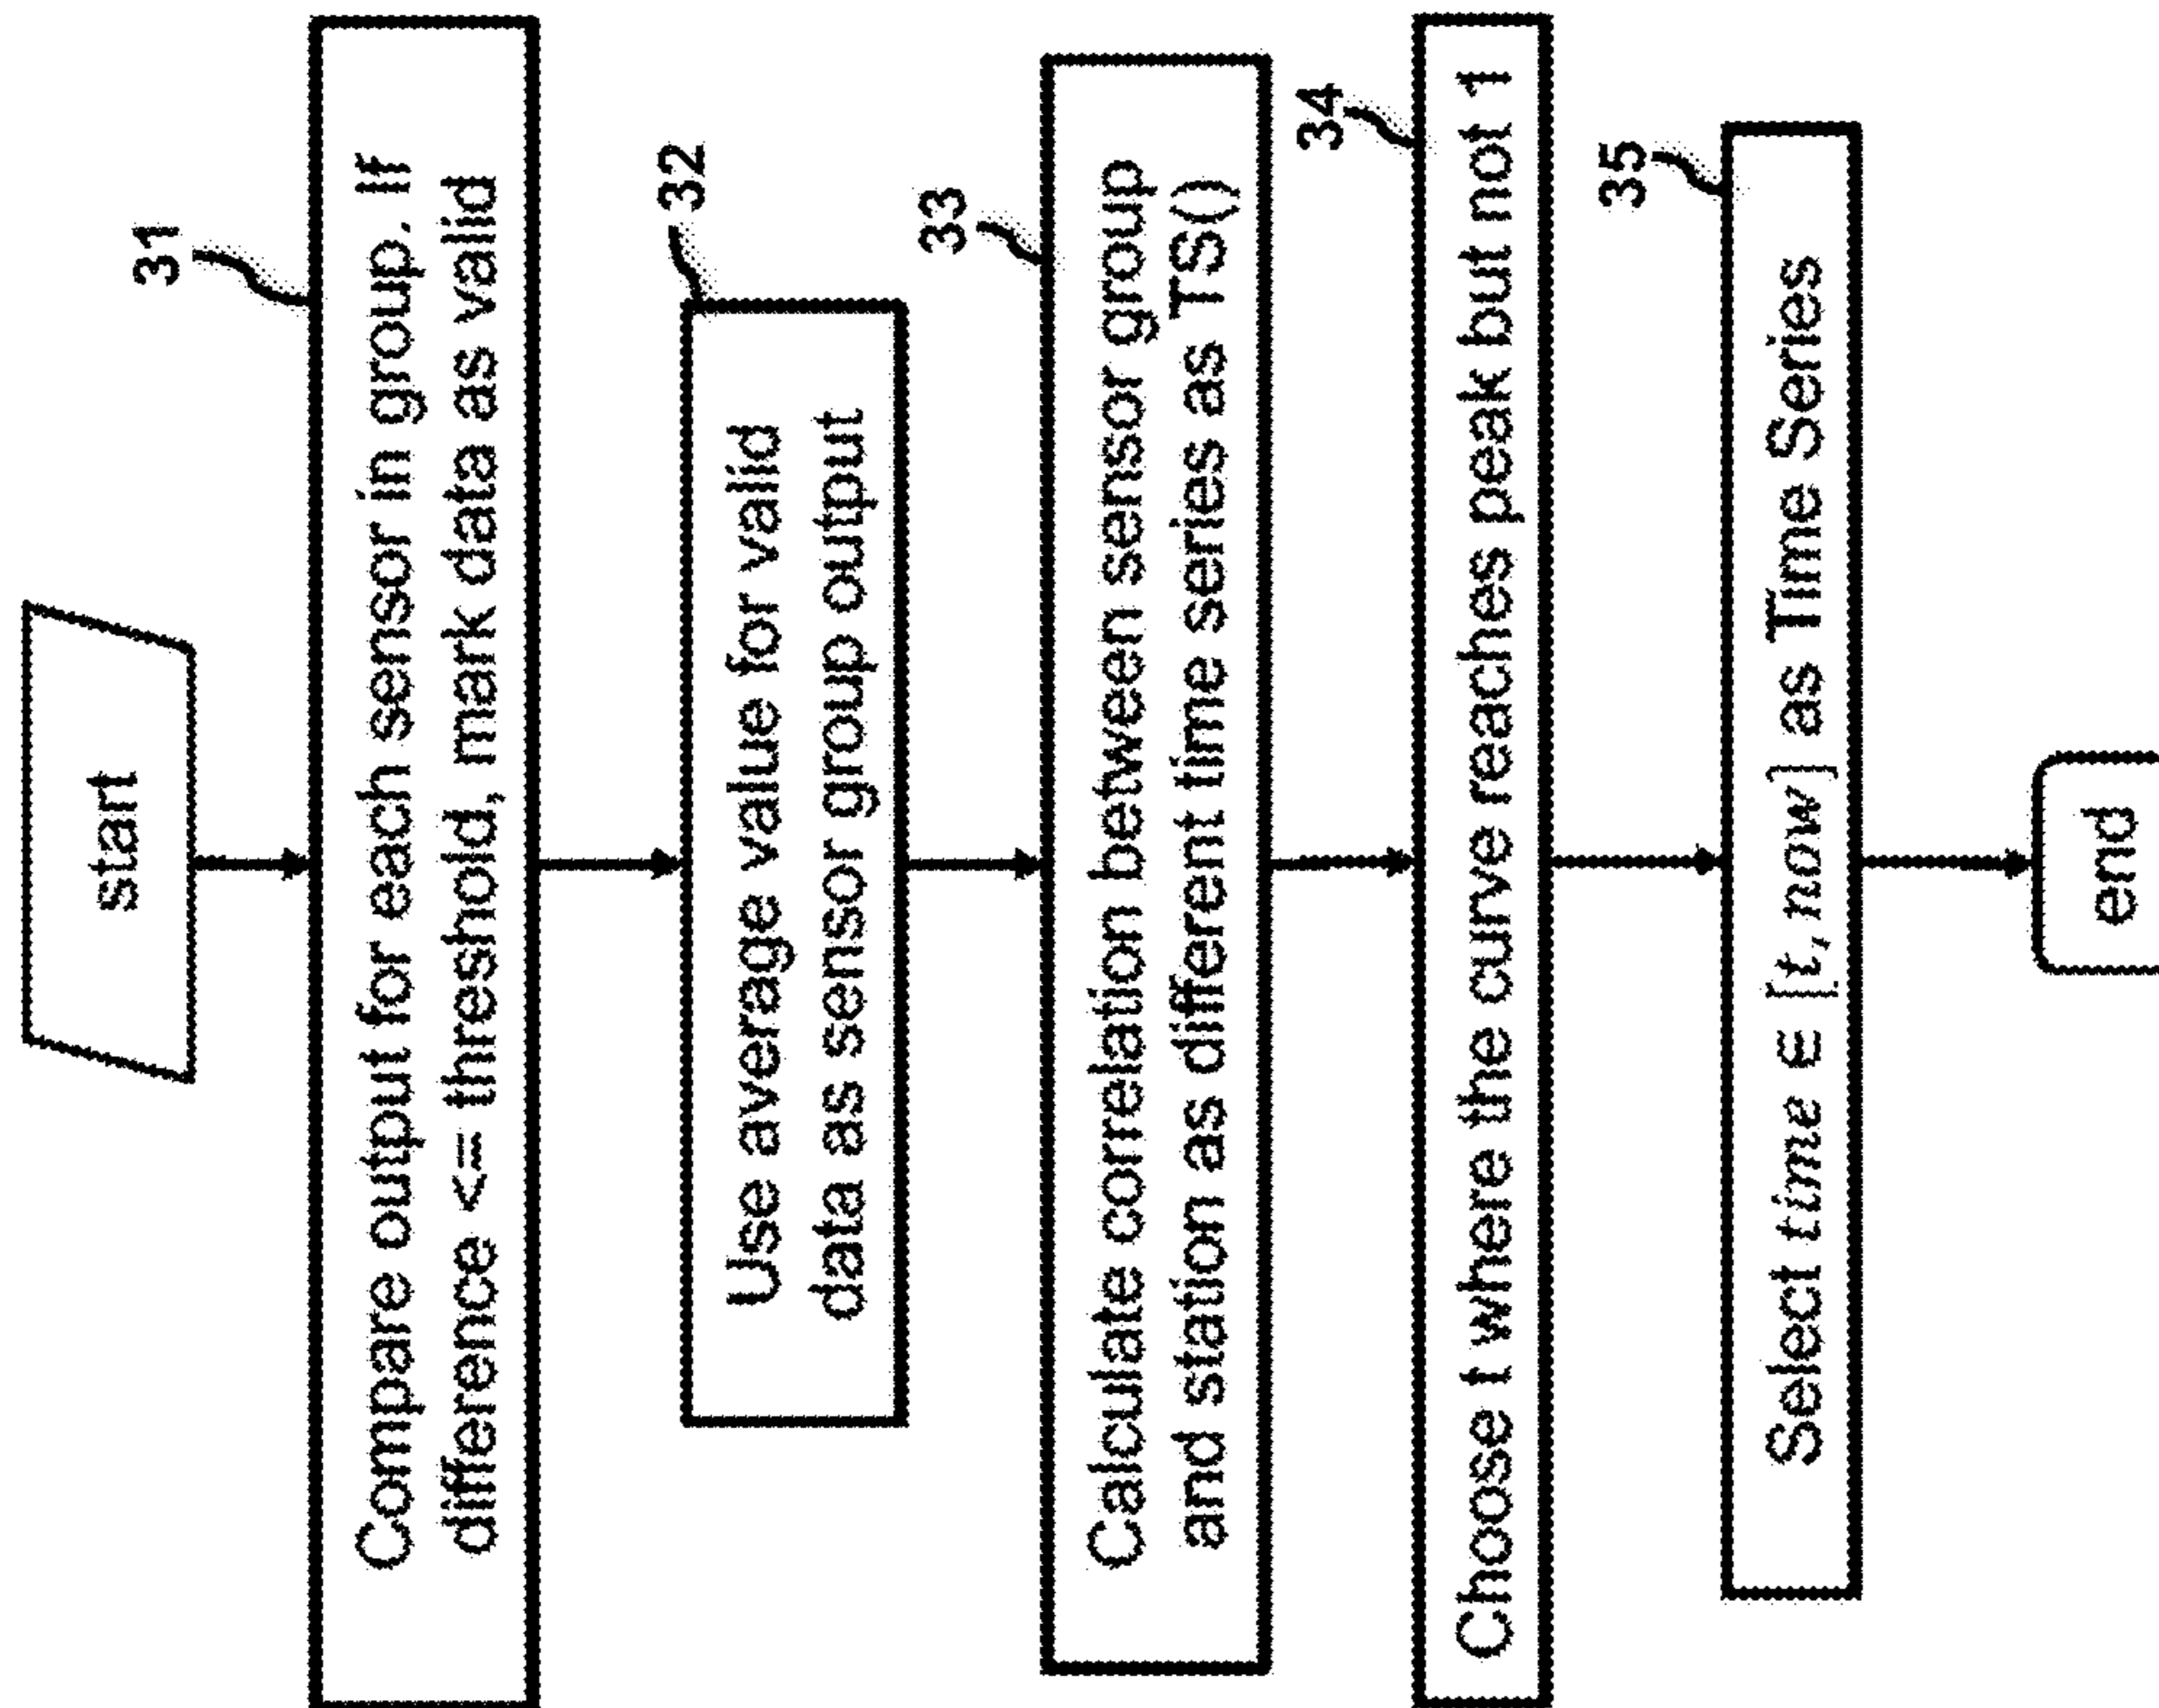 start
31
Compare output for each sensor in group. If
difference <= threshold, mark data as valid
32
Use average value for valid
data as sensor group output
33
Calculate correlation between sensor group
and station as different time series as TS()
34
Choose t where the curve reaches peak but not 1
35
Select time ∈ [t, now] as Time Series
end